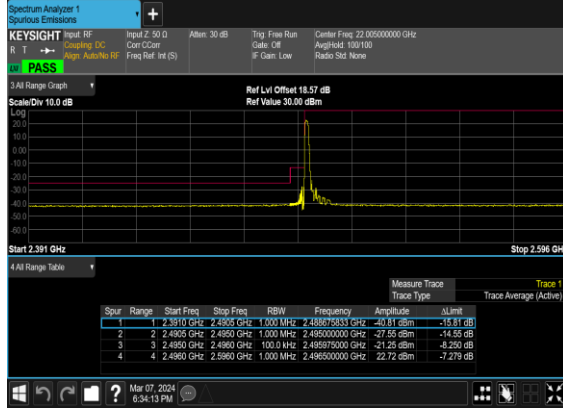 Spectrum Analyzer 1
Spurious Emissions
+
KEYSIGHT Input: RF Input Z: 50 Ω Atten: 30 dB Trig: Free Run Center Freq: 22.005000000 GHz
R T Coupling: DC Corr CCorr Gate: Off Avg|Hold: 100/100
Align: Auto/No RF Freq Ref: Int (S) IF Gain: Low Radio Std: None
PASS
3 All Range Graph
Ref Lvl Offset 18.57 dB
Scale/Div 10.0 dB Ref Value 30.00 dBm
Log
20.0
10.0
0.00
-10.0
-20.0
-30.0
-40.0
-50.0
-60.0
Start 2.391 GHz Stop 2.596 GH
4 All Range Table
Measure Trace Trace 1
Trace Type Trace Average (Active)
Spur Range Start Freq Stop Freq RBW Frequency Amplitude ΔLimit
1 1 2.3910 GHz 2.4905 GHz 1.000 MHz 2.488675833 GHz -40.81 dBm -15.81 dB
2 2 2.4905 GHz 2.4950 GHz 1.000 MHz 2.495000000 GHz -27.55 dBm -14.55 dB
3 3 2.4950 GHz 2.4960 GHz 100.0 kHz 2.495975000 GHz -21.25 dBm -8.250 dB
4 4 2.4960 GHz 2.5960 GHz 1.000 MHz 2.496500000 GHz 22.72 dBm -7.279 dB
?
Mar 07, 2024
6:34:13 PM